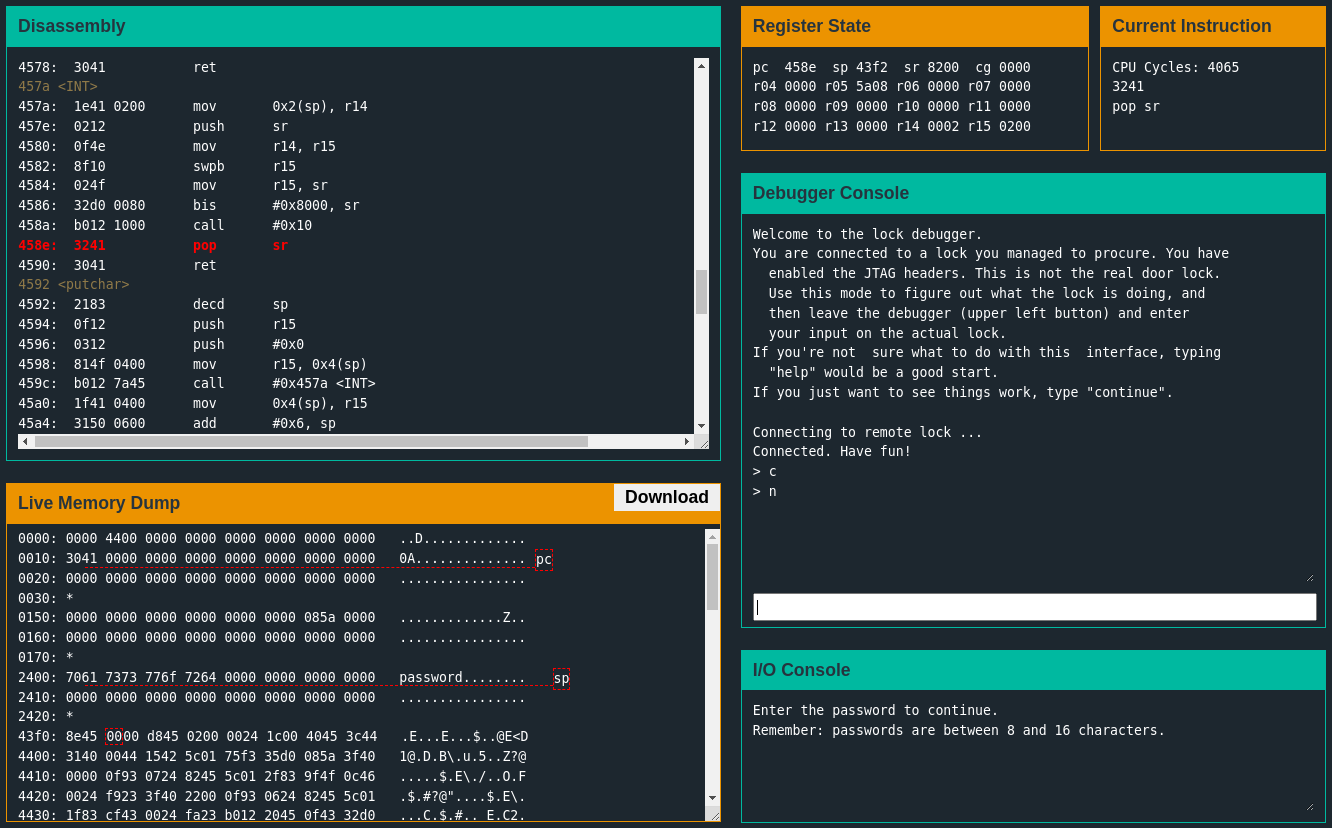 Disassembly
4578:  3041           ret
457a <INT>
457a:  1e41 0200      mov       0x2(sp), r14
457e:  0212           push      sr
4580:  0f4e           mov       r14, r15
4582:  8f10           swpb      r15
4584:  024f           mov       r15, sr
4586:  32d0 0080      bis       #0x8000, sr
458a:  b012 1000      call      #0x10
458e:  3241           pop       sr
4590:  3041           ret
4592 <putchar>
4592:  2183           decd      sp
4594:  0f12           push      r15
4596:  0312           push      #0x0
4598:  814f 0400      mov       r15, 0x4(sp)
459c:  b012 7a45      call      #0x457a <INT>
45a0:  1f41 0400      mov       0x4(sp), r15
45a4:  3150 0600      add       #0x6, sp
Live Memory Dump
Download
0000: 0000 4400 0000 0000 0000 0000 0000 0000   ..D.............
0010: 3041 0000 0000 0000 0000 0000 0000 0000   0A.............. pc
0020: 0000 0000 0000 0000 0000 0000 0000 0000   ................
0030: *
0150: 0000 0000 0000 0000 0000 0000 085a 0000   .............Z..
0160: 0000 0000 0000 0000 0000 0000 0000 0000   ................
0170: *
2400: 7061 7373 776f 7264 0000 0000 0000 0000   password........ sp
2410: 0000 0000 0000 0000 0000 0000 0000 0000   ................
2420: *
43f0: 8e45 0000 d845 0200 0024 1c00 4045 3c44   .E...E...$..@E<D
4400: 3140 0044 1542 5c01 75f3 35d0 085a 3f40   1@.D.B\.u.5..Z?@
4410: 0000 0f93 0724 8245 5c01 2f83 9f4f 0c46   .....$.E\./..O.F
4420: 0024 f923 3f40 2200 0f93 0624 8245 5c01   .$.#?@"....$.E\.
4430: 1f83 cf43 0024 fa23 b012 2045 0f43 32d0   ...C.$.#.. E.C2.
Register State
pc  458e  sp 43f2  sr 8200  cg 0000
r04 0000 r05 5a08 r06 0000 r07 0000
r08 0000 r09 0000 r10 0000 r11 0000
r12 0000 r13 0000 r14 0002 r15 0200
Current Instruction
CPU Cycles: 4065
3241
pop sr
Debugger Console
Welcome to the lock debugger.
You are connected to a lock you managed to procure. You have
  enabled the JTAG headers. This is not the real door lock.
  Use this mode to figure out what the lock is doing, and
  then leave the debugger (upper left button) and enter
  your input on the actual lock.
If you're not  sure what to do with this  interface, typing
  "help" would be a good start.
If you just want to see things work, type "continue".
Connecting to remote lock ...
Connected. Have fun!
> c
> n
I/O Console
Enter the password to continue.
Remember: passwords are between 8 and 16 characters.